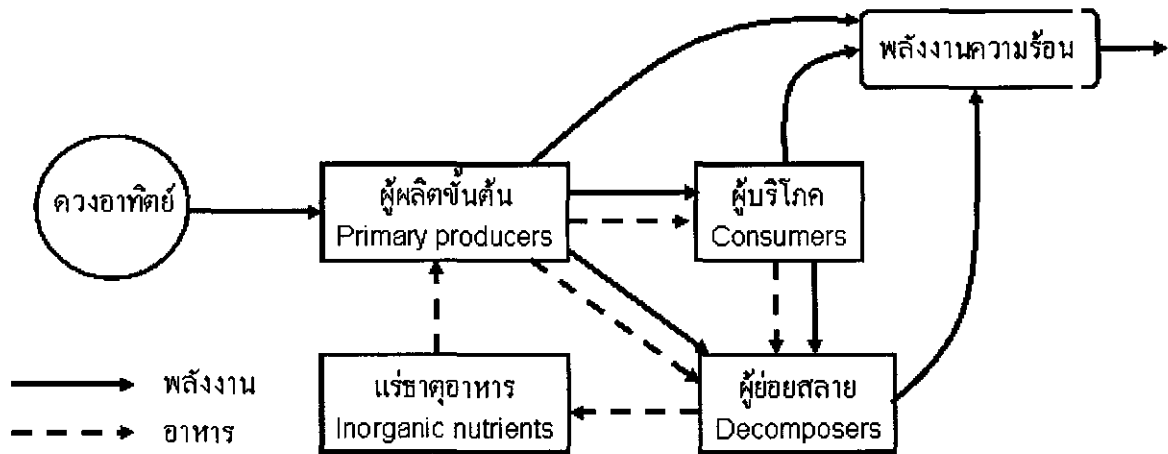 พลังงานความร้อน
ดวงอาทิตย์
ผู้ผลิตขั้นต้น
Primary producers
ผู้บริโภค
Consumers
แร่ธาตุอาหาร
Inorganic nutrients
ผู้ย่อยสลาย
Decomposers
พลังงาน
อาหาร